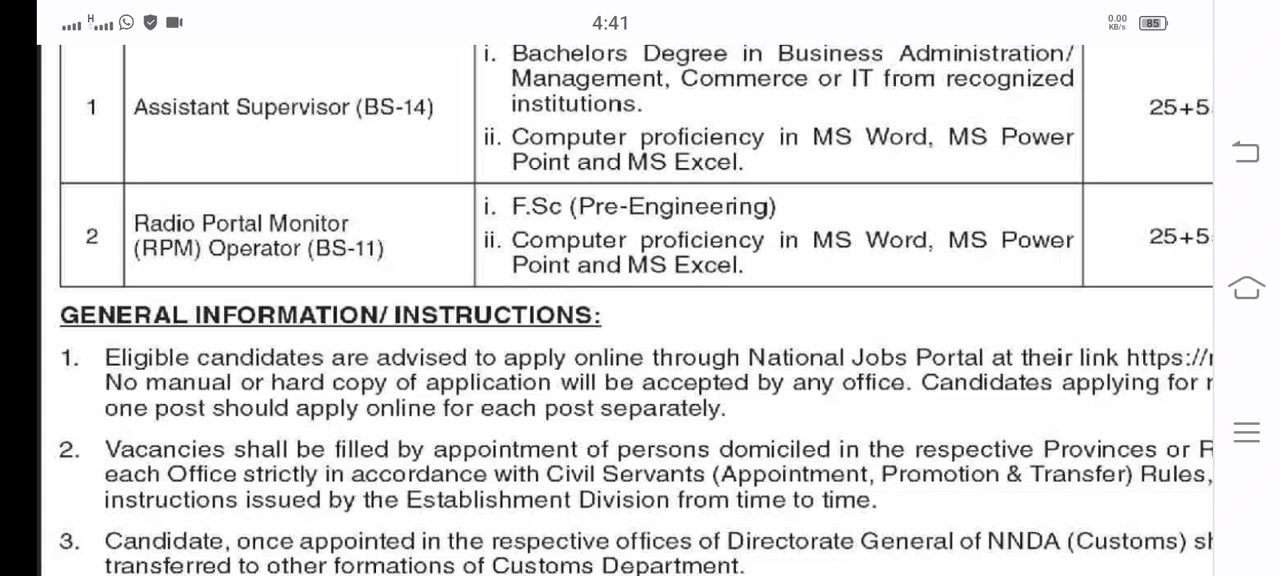 H
4:41
0.00
KB/s
85
i. Bachelors Degree in Business Administration/
Management, Commerce or IT from recognized
institutions.
1 Assistant Supervisor (BS-14) 25+5
ii. Computer proficiency in MS Word, MS Power
Point and MS Excel.
i. F.Sc (Pre-Engineering)
2 Radio Portal Monitor
(RPM) Operator (BS-11) 25+5
ii. Computer proficiency in MS Word, MS Power
Point and MS Excel.
GENERAL INFORMATION/ INSTRUCTIONS:
1. Eligible candidates are advised to apply online through National Jobs Portal at their link https://
No manual or hard copy of application will be accepted by any office. Candidates applying for
one post should apply online for each post separately.
2. Vacancies shall be filled by appointment of persons domiciled in the respective Provinces or
each Office strictly in accordance with Civil Servants (Appointment, Promotion & Transfer) Rules,
instructions issued by the Establishment Division from time to time.
3. Candidate, once appointed in the respective offices of Directorate General of NNDA (Customs)
transferred to other formations of Customs Department.